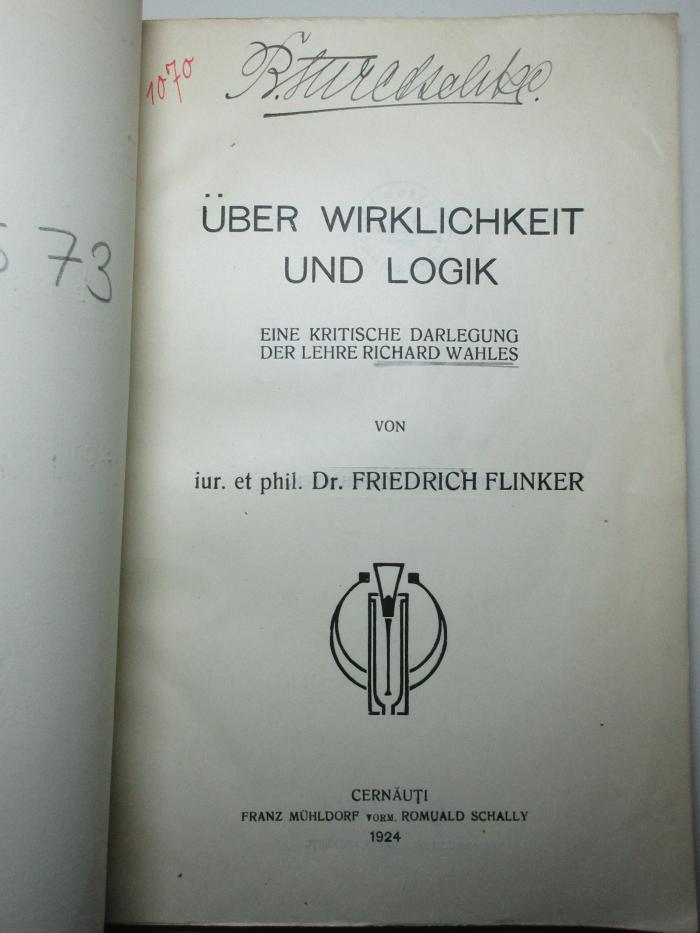 1070
73
ÜBER WIRKLICHKEIT
UND LOGIK
EINE KRITISCHE DARLEGUNG
DER LEHRE RICHARD WAHLES
VON
iur. et phil. Dr. FRIEDRICH FLINKER
CERNĂUŢI
FRANZ MÜHLDORF VORM. ROMUALD SCHALLY
1924